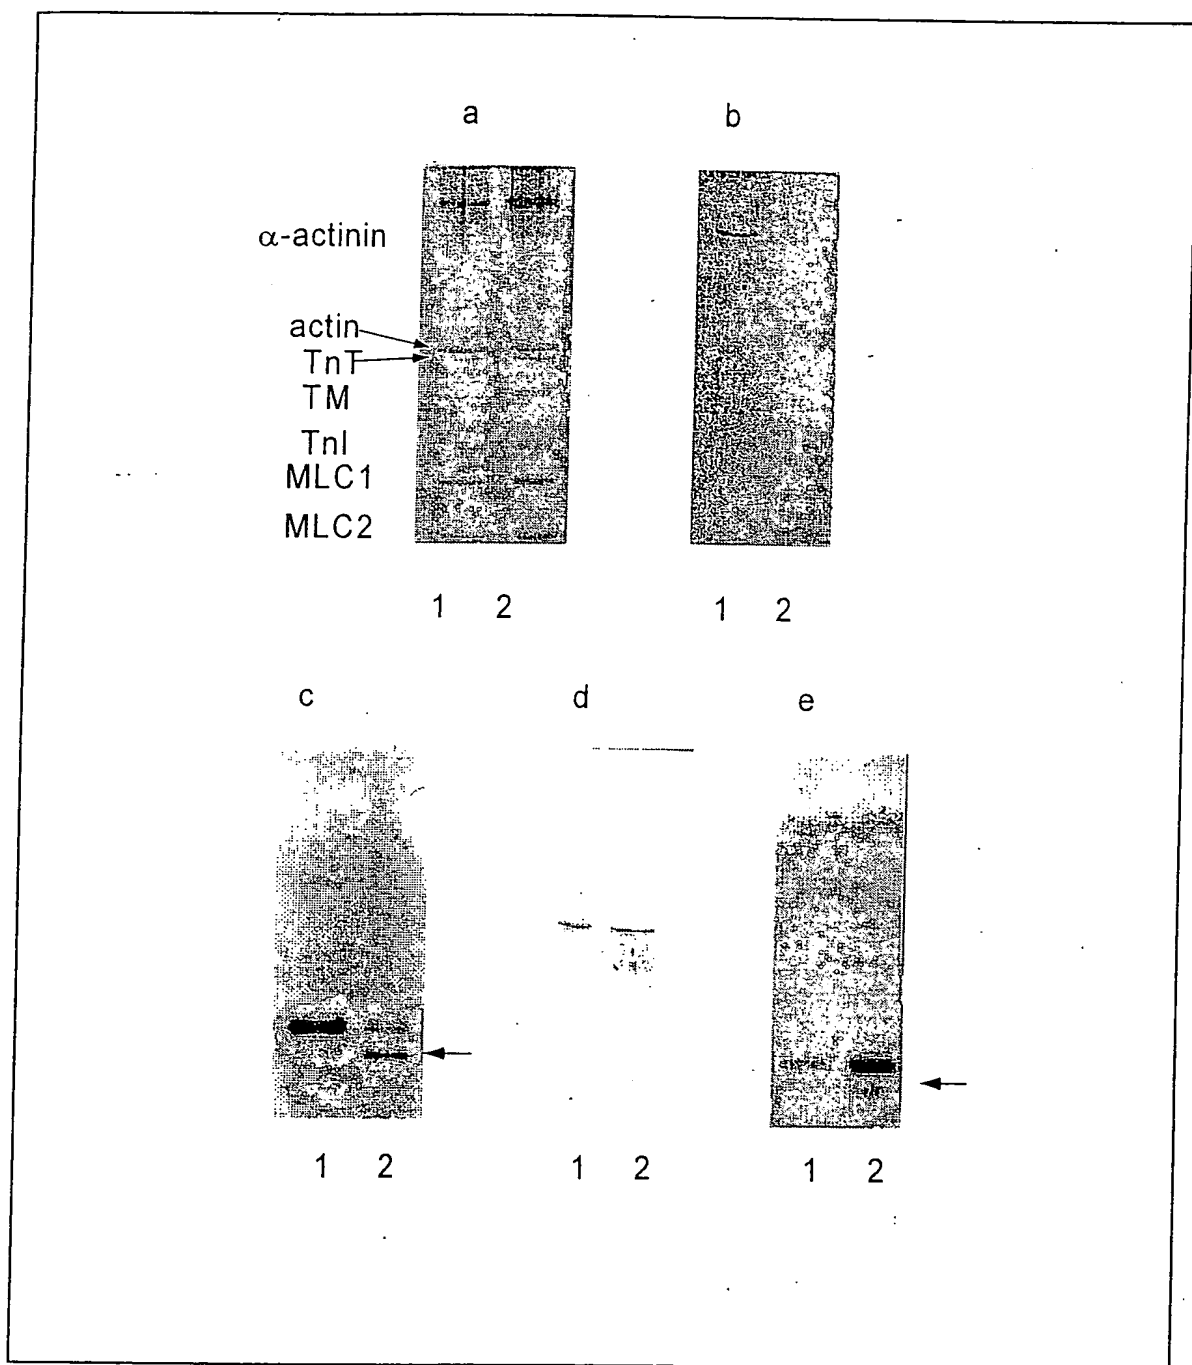 a b
α-actinin
actin
TnT
TM
TnI
MLC1
MLC2
1 2 1 2
c d e
1 2 1 2 1 2